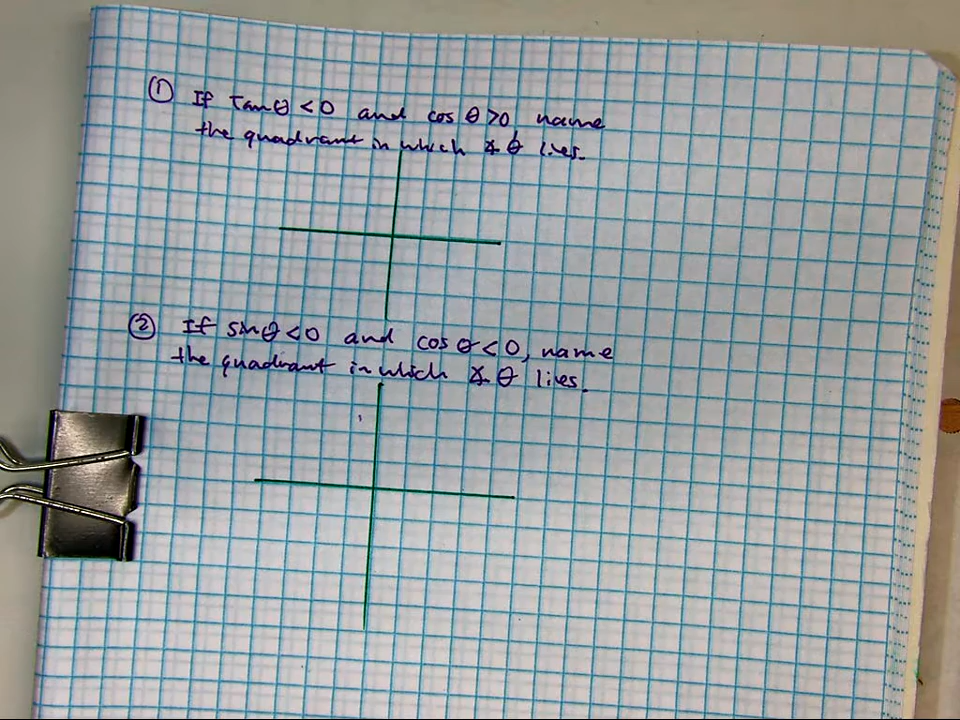 ① If Tan θ < 0 and cos θ > 0, name
the quadrant in which ∡ θ lies.
② If sin θ < 0 and cos θ < 0, name
the quadrant in which ∡ θ lies.